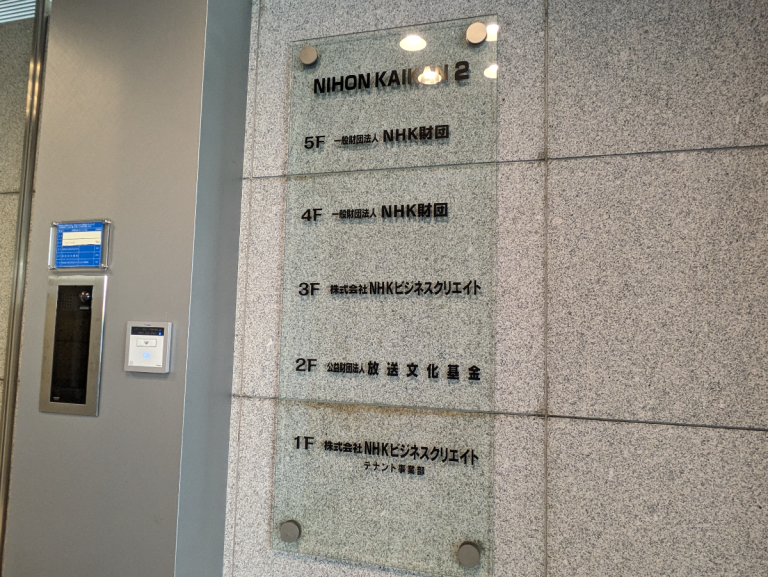 NIHON KAIKAN 2
5F 一般財団法人 NHK財団
4F 一般財団法人 NHK財団
3F 株式会社 NHKビジネスクリエイト
2F 公益財団法人 放送文化基金
1F 株式会社 NHKビジネスクリエイト
テナント事業部